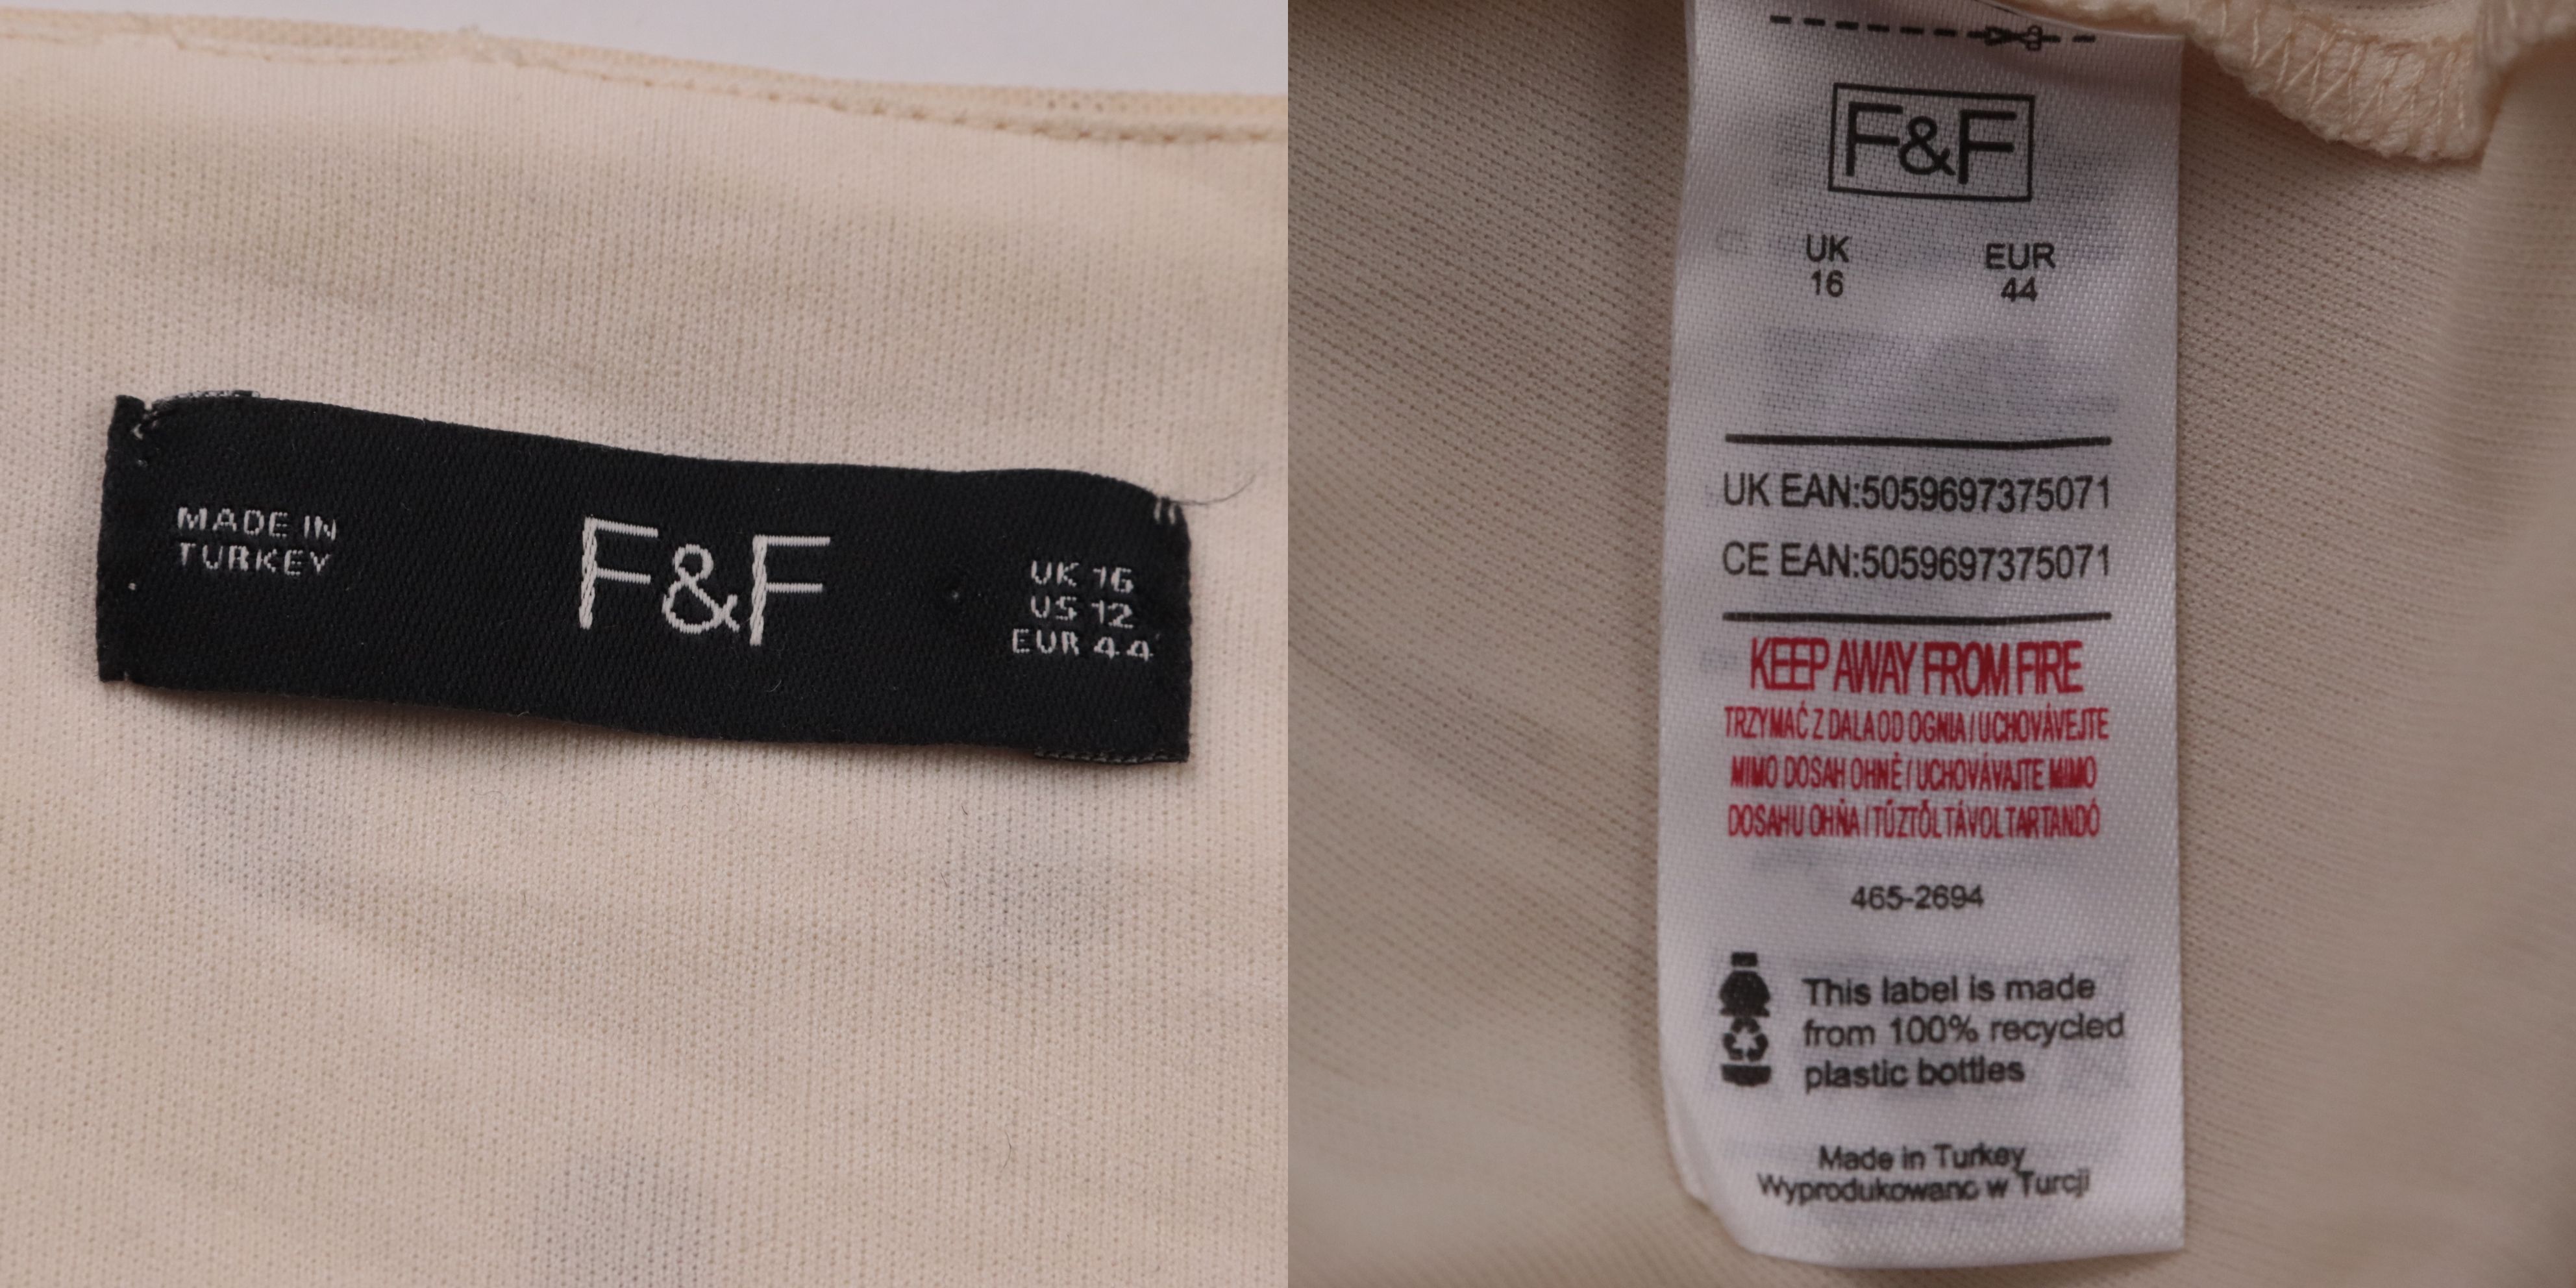 MADE IN
TURKEY
F&F
UK 16
US 12
EUR 44
F&F
UK EUR
16 44
UK EAN:5059697375071
CE EAN:5059697375071
KEEP AWAY FROM FIRE
TRZYMAĆ Z DALA OD OGNIA / UCHOVÁVEJTE
MIMO DOSAH OHNĚ / UCHOVÁVAJTE MIMO
DOSAHU OHŇA / TŰZTŐL TÁVOL TARTANDÓ
465-2694
This label is made
from 100% recycled
plastic bottles
Made in Turkey
Wyprodukowano w Turcji